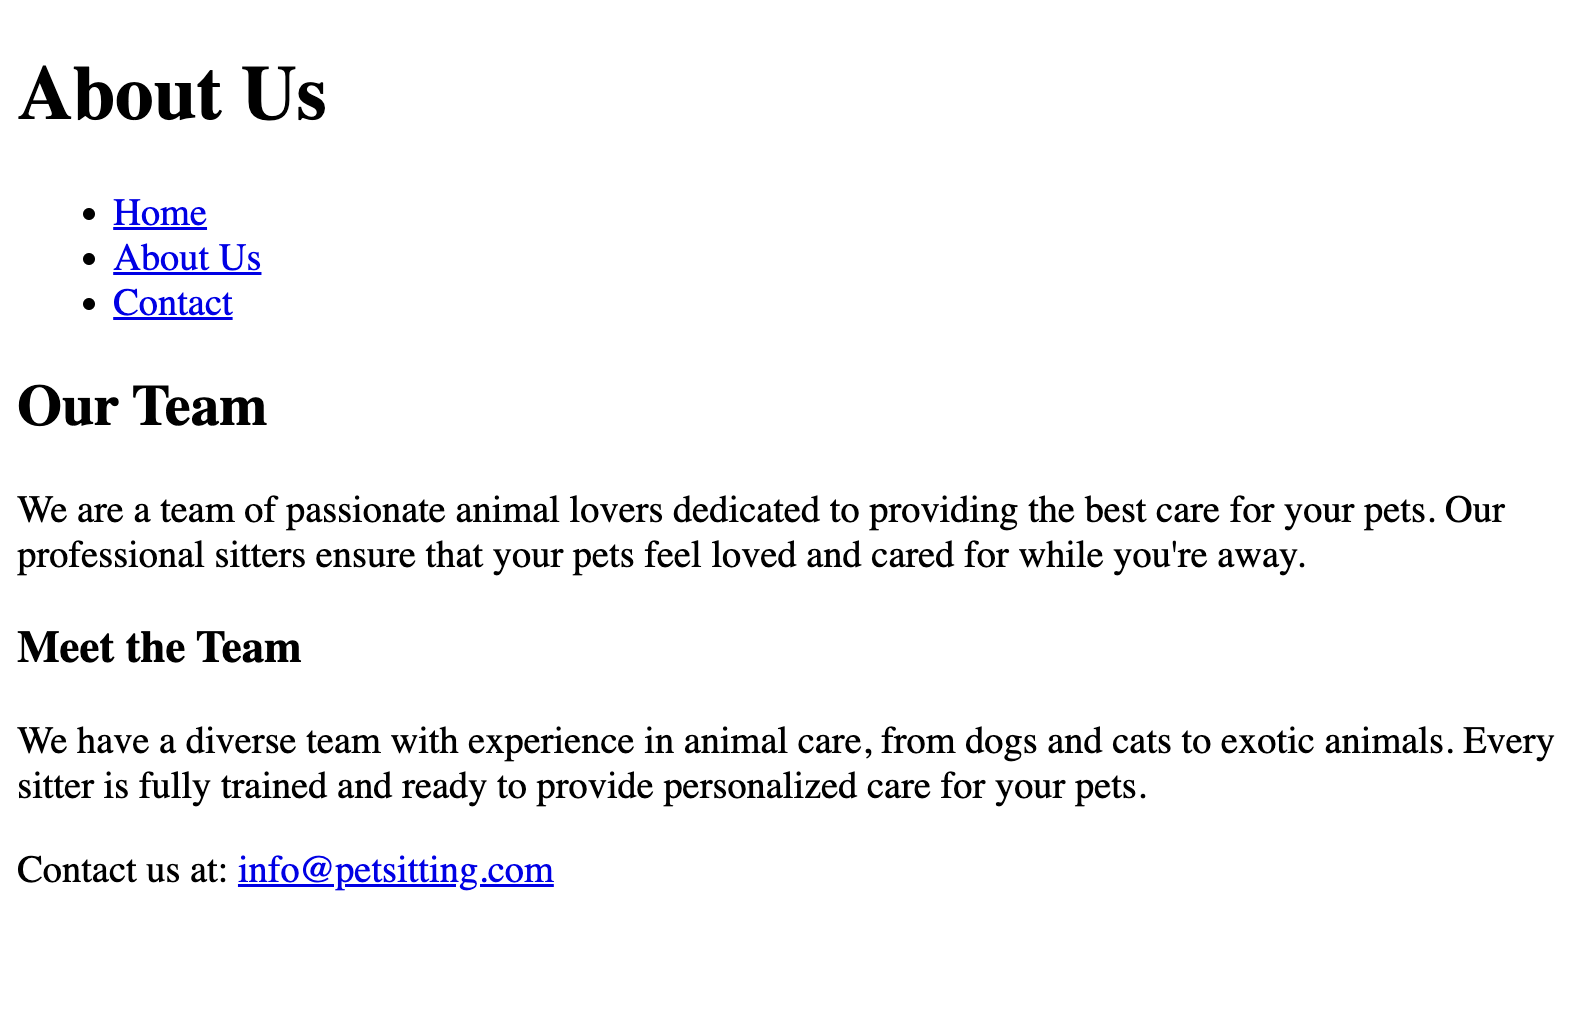 About Us
Home
About Us
Contact
Our Team
We are a team of passionate animal lovers dedicated to providing the best care for your pets. Our
professional sitters ensure that your pets feel loved and cared for while you're away.
Meet the Team
We have a diverse team with experience in animal care, from dogs and cats to exotic animals. Every
sitter is fully trained and ready to provide personalized care for your pets.
Contact us at: info@petsitting.com